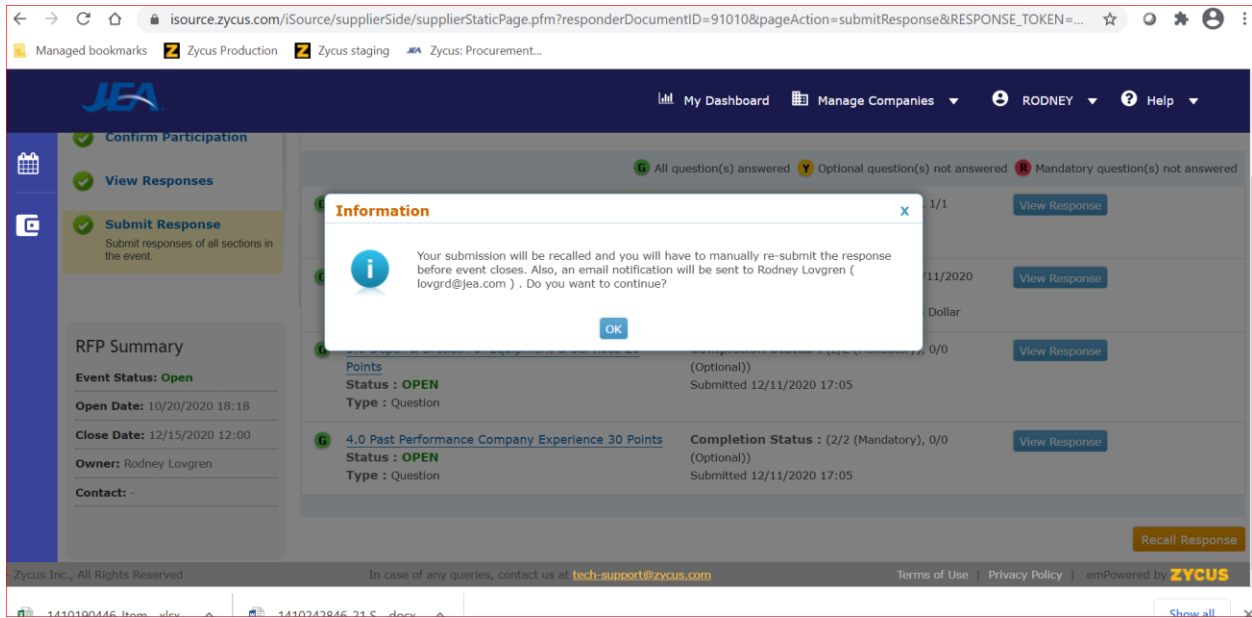 isource.zycus.com/iSource/supplierSide/supplierStaticPage.pfm?responderDocumentID=91010&pageAction=submitResponse&RESPONSE_TOKEN=...
Managed bookmarks Zycus Production Zycus staging JEA Zycus: Procurement...
JEA My Dashboard Manage Companies RODNEY Help
Confirm Participation
G All question(s) answered Y Optional question(s) not answered R Mandatory question(s) not answered
View Responses
Information x
1/1 View Response
Submit Response
Submit responses of all sections in
the event.
Your submission will be recalled and you will have to manually re-submit the response
before event closes. Also, an email notification will be sent to Rodney Lovgren (
lovgrd@jea.com ) . Do you want to continue?
/11/2020 View Response
Dollar
OK
RFP Summary
0/0 View Response
Points (Optional))
Event Status: Open
Status : OPEN Submitted 12/11/2020 17:05
Type : Question
Open Date: 10/20/2020 18:18
Close Date: 12/15/2020 12:00
G 4.0 Past Performance Company Experience 30 Points Completion Status : (2/2 (Mandatory), 0/0 View Response
Status : OPEN (Optional))
Owner: Rodney Lovgren
Type : Question Submitted 12/11/2020 17:05
Contact: -
Recall Response
Zycus Inc., All Rights Reserved In case of any queries, contact us at tech-support@zycus.com Terms of Use | Privacy Policy | emPowered by ZYCUS
Show all